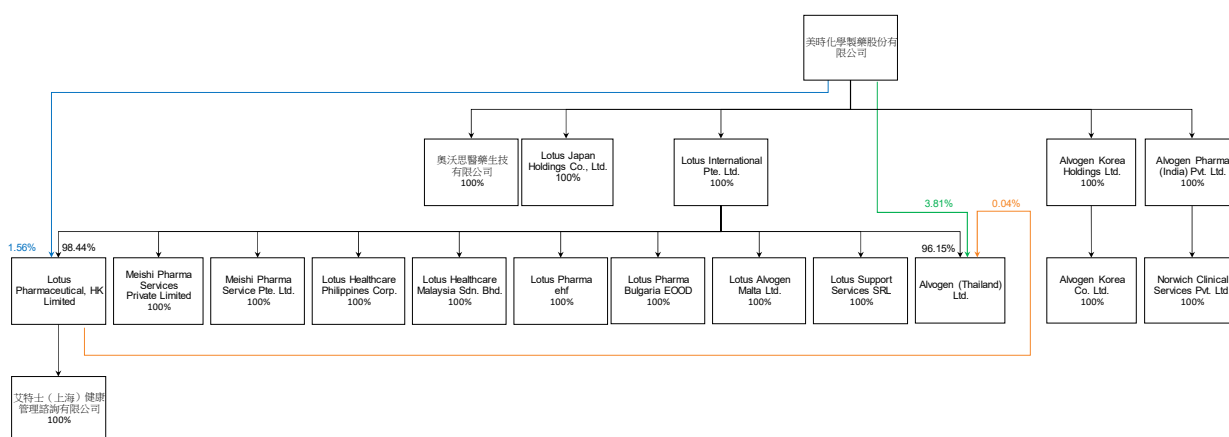 美時化學製藥股份有
限公司
奧沃思醫藥生技
有限公司
100%
Lotus Japan
Holdings Co., Ltd.
100%
Lotus International
Pte. Ltd.
100%
Alvogen Korea
Holdings Ltd.
100%
Alvogen Pharma
(India) Pvt. Ltd.
100%
3.81%
0.04%
1.56%
98.44%
96.15%
Lotus
Pharmaceutical, HK
Limited
Meishi Pharma
Services
Private Limited
100%
Meishi Pharma
Service Pte. Ltd.
100%
Lotus Healthcare
Philippines Corp.
100%
Lotus Healthcare
Malaysia Sdn. Bhd.
100%
Lotus Pharma
ehf
100%
Lotus Pharma
Bulgaria EOOD
100%
Lotus Alvogen
Malta Ltd.
100%
Lotus Support
Services SRL
100%
Alvogen (Thailand)
Ltd.
Alvogen Korea
Co. Ltd.
100%
Norwich Clinical
Services Pvt. Ltd.
100%
艾特士（上海）健康
管理諮詢有限公司
100%